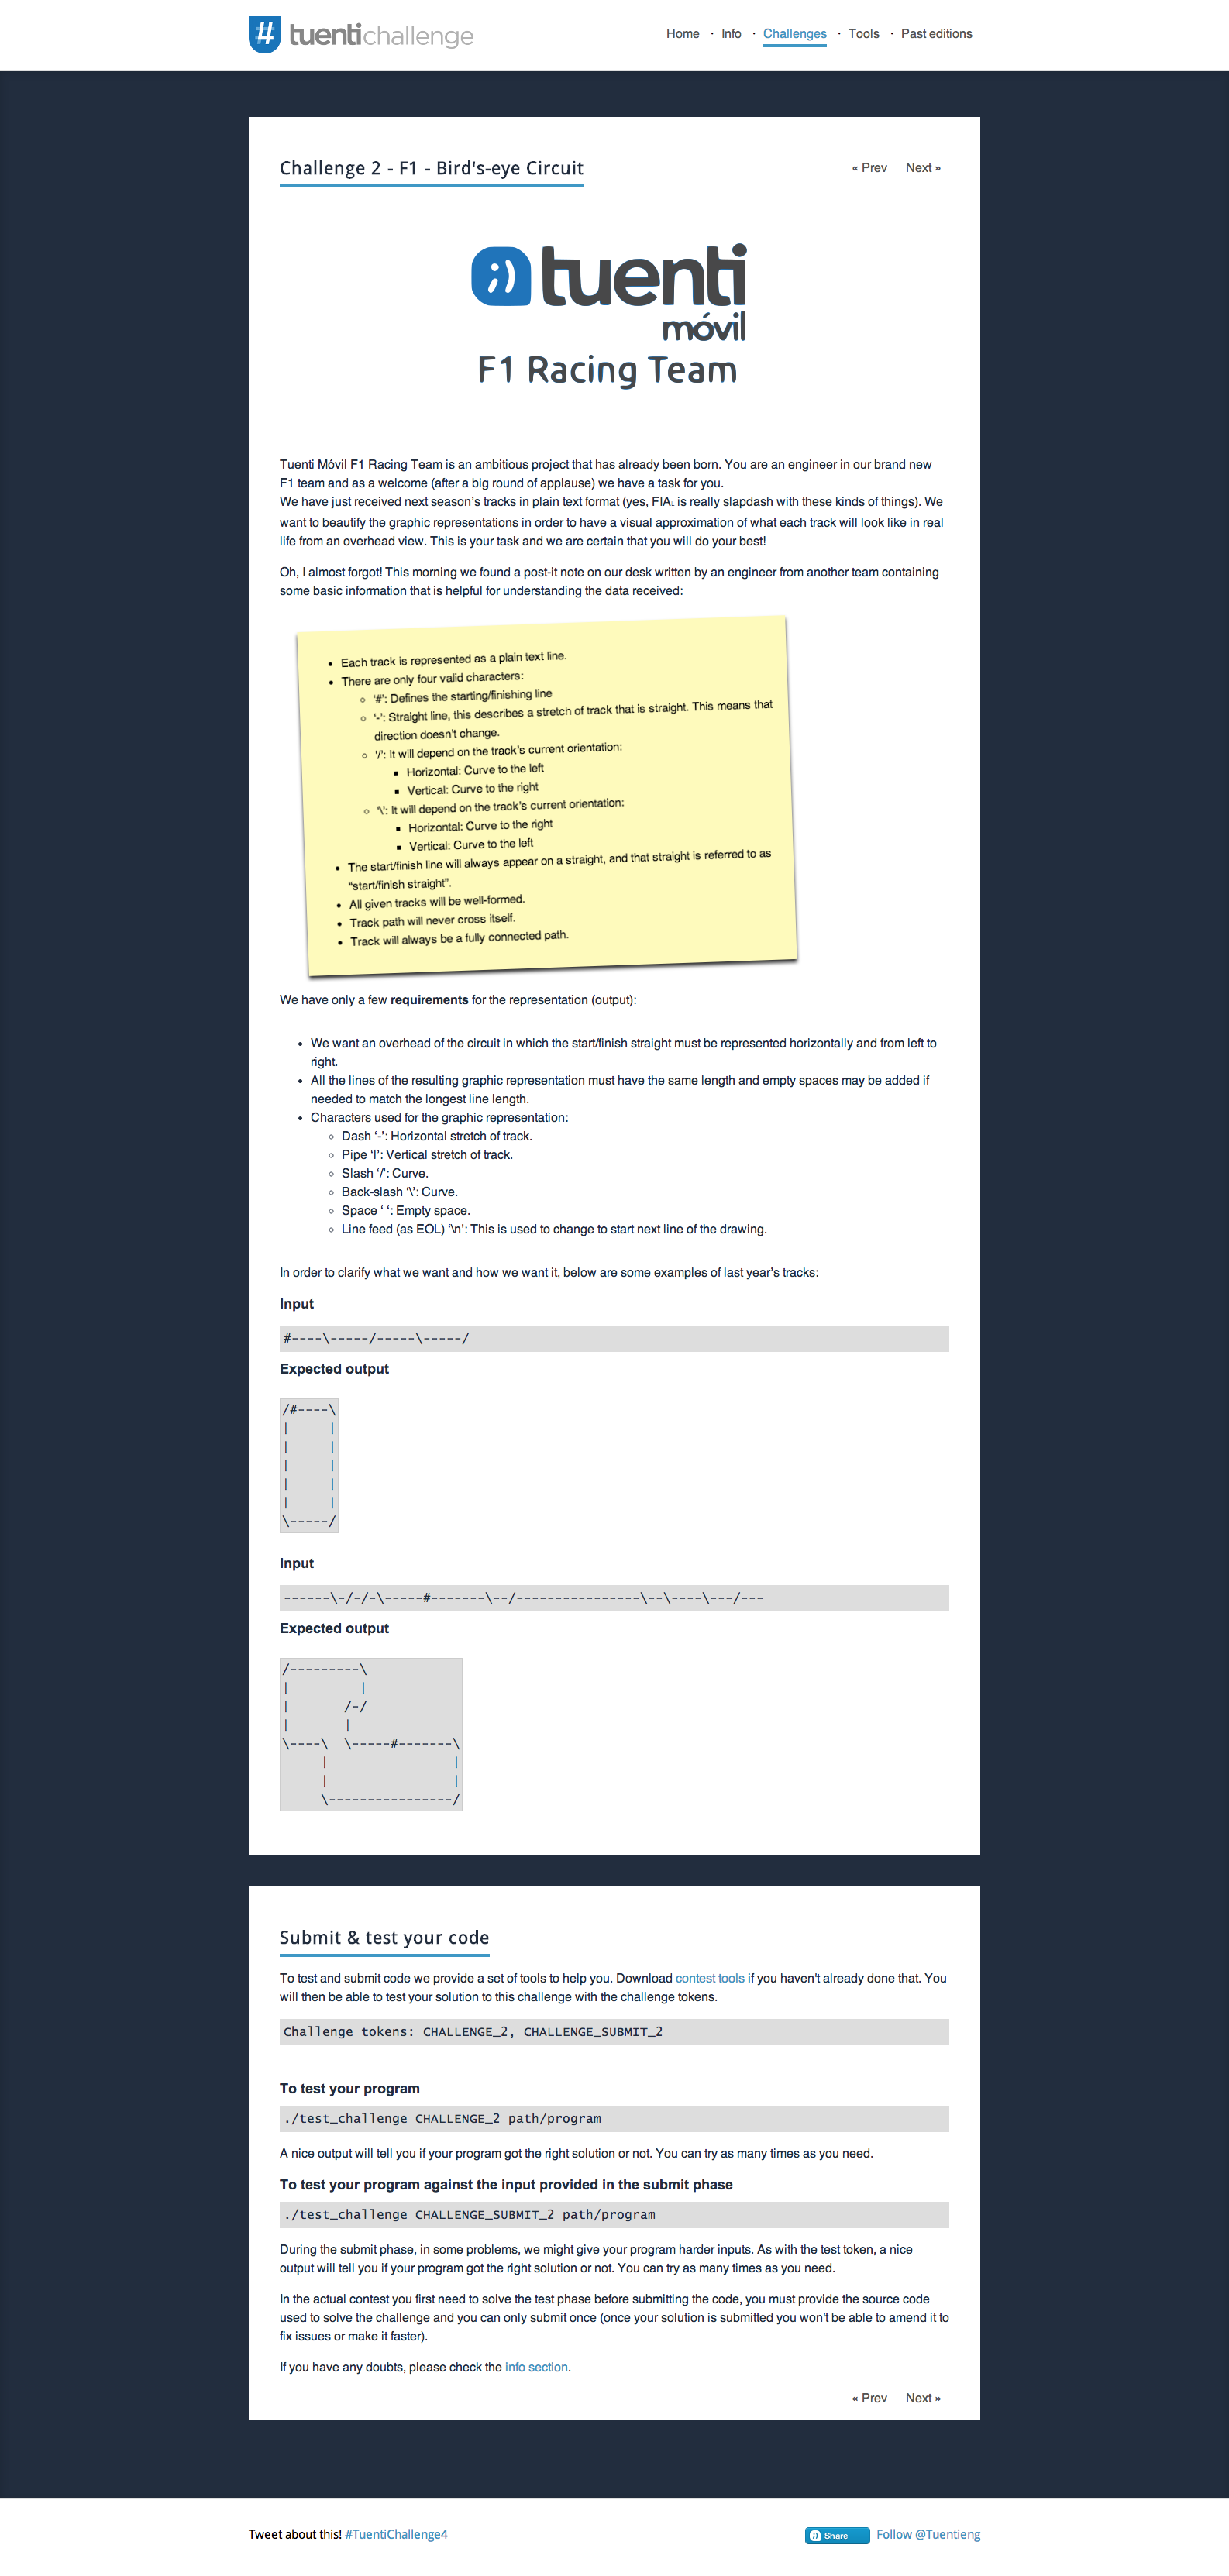 # tuentichallenge
Home · Info · Challenges · Tools · Past editions
Challenge 2 - F1 - Bird's-eye Circuit
« Prev Next »
;) tuenti
móvil
F1 Racing Team
Tuenti Móvil F1 Racing Team is an ambitious project that has already been born. You are an engineer in our brand new
F1 team and as a welcome (after a big round of applause) we have a task for you.
We have just received next season's tracks in plain text format (yes, FIA. is really slapdash with these kinds of things). We
want to beautify the graphic representations in order to have a visual approximation of what each track will look like in real
life from an overhead view. This is your task and we are certain that you will do your best!
Oh, I almost forgot! This morning we found a post-it note on our desk written by an engineer from another team containing
some basic information that is helpful for understanding the data received:
• Each track is represented as a plain text line.
• There are only four valid characters:
◦ '#': Defines the starting/finishing line
◦ '-': Straight line, this describes a stretch of track that is straight. This means that
direction doesn't change.
◦ '/': It will depend on the track's current orientation:
▪ Horizontal: Curve to the left
▪ Vertical: Curve to the right
◦ '\': It will depend on the track's current orientation:
▪ Horizontal: Curve to the right
▪ Vertical: Curve to the left
• The start/finish line will always appear on a straight, and that straight is referred to as
"start/finish straight".
• All given tracks will be well-formed.
• Track path will never cross itself.
• Track will always be a fully connected path.
We have only a few requirements for the representation (output):
• We want an overhead of the circuit in which the start/finish straight must be represented horizontally and from left to
right.
• All the lines of the resulting graphic representation must have the same length and empty spaces may be added if
needed to match the longest line length.
• Characters used for the graphic representation:
◦ Dash '-': Horizontal stretch of track.
◦ Pipe '|': Vertical stretch of track.
◦ Slash '/': Curve.
◦ Back-slash '\': Curve.
◦ Space ' ': Empty space.
◦ Line feed (as EOL) '\n': This is used to change to start next line of the drawing.
In order to clarify what we want and how we want it, below are some examples of last year's tracks:
Input
#----\-----/-----\-----/
Expected output
/#----\
|     |
|     |
|     |
|     |
|     |
\-----/
Input
------\-/-/-\-----#-------\--/----------------\--\----\---/---
Expected output
/---------\
|         |
|       /-/
|       |
\----\  \-----#-------\
     |                |
     |                |
     \----------------/
Submit & test your code
To test and submit code we provide a set of tools to help you. Download contest tools if you haven't already done that. You
will then be able to test your solution to this challenge with the challenge tokens.
Challenge tokens: CHALLENGE_2, CHALLENGE_SUBMIT_2
To test your program
./test_challenge CHALLENGE_2 path/program
A nice output will tell you if your program got the right solution or not. You can try as many times as you need.
To test your program against the input provided in the submit phase
./test_challenge CHALLENGE_SUBMIT_2 path/program
During the submit phase, in some problems, we might give your program harder inputs. As with the test token, a nice
output will tell you if your program got the right solution or not. You can try as many times as you need.
In the actual contest you first need to solve the test phase before submitting the code, you must provide the source code
used to solve the challenge and you can only submit once (once your solution is submitted you won't be able to amend it to
fix issues or make it faster).
If you have any doubts, please check the info section.
« Prev Next »
Tweet about this! #TuentiChallenge4
;) Share Follow @Tuentieng